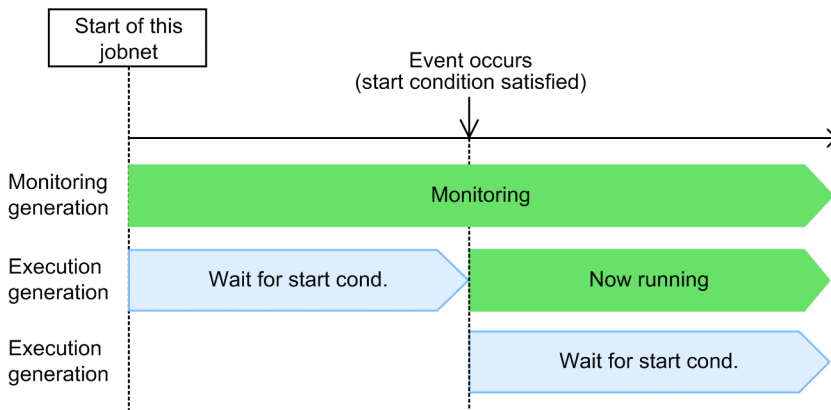 Start of this
jobnet
Event occurs
(start condition satisfied)
Monitoring
generation
Monitoring
Execution
generation
Wait for start cond.
Now running
Execution
generation
Wait for start cond.